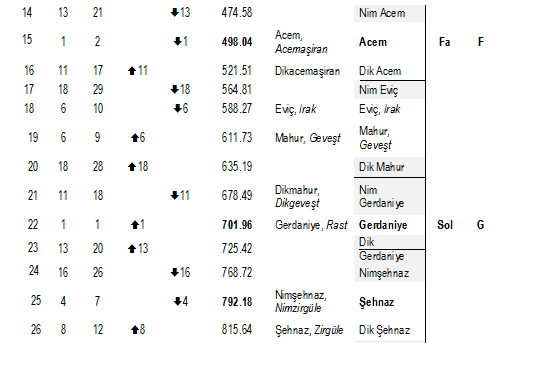 14 13 21 🡇13 474.58 Nim Acem
15 1 2 🡇1 498.04 Acem, Acemaşiran Acem Fa F
16 11 17 🡅11 521.51 Dikacemaşiran Dik Acem
17 18 29 🡇18 564.81 Nim Eviç
18 6 10 🡇6 588.27 Eviç, Irak Eviç, Irak
19 6 9 🡅6 611.73 Mahur, Geveşt Mahur, Geveşt
20 18 28 🡅18 635.19 Dik Mahur
21 11 18 🡇11 678.49 Dikmahur, Dikgeveşt Nim Gerdaniye
22 1 1 🡅1 701.96 Gerdaniye, Rast Gerdaniye Sol G
23 13 20 🡅13 725.42 Dik Gerdaniye
24 16 26 🡇16 768.72 Nimşehnaz
25 4 7 🡇4 792.18 Nimşehnaz, Nimzirgüle Şehnaz
26 8 12 🡅8 815.64 Şehnaz, Zirgüle Dik Şehnaz